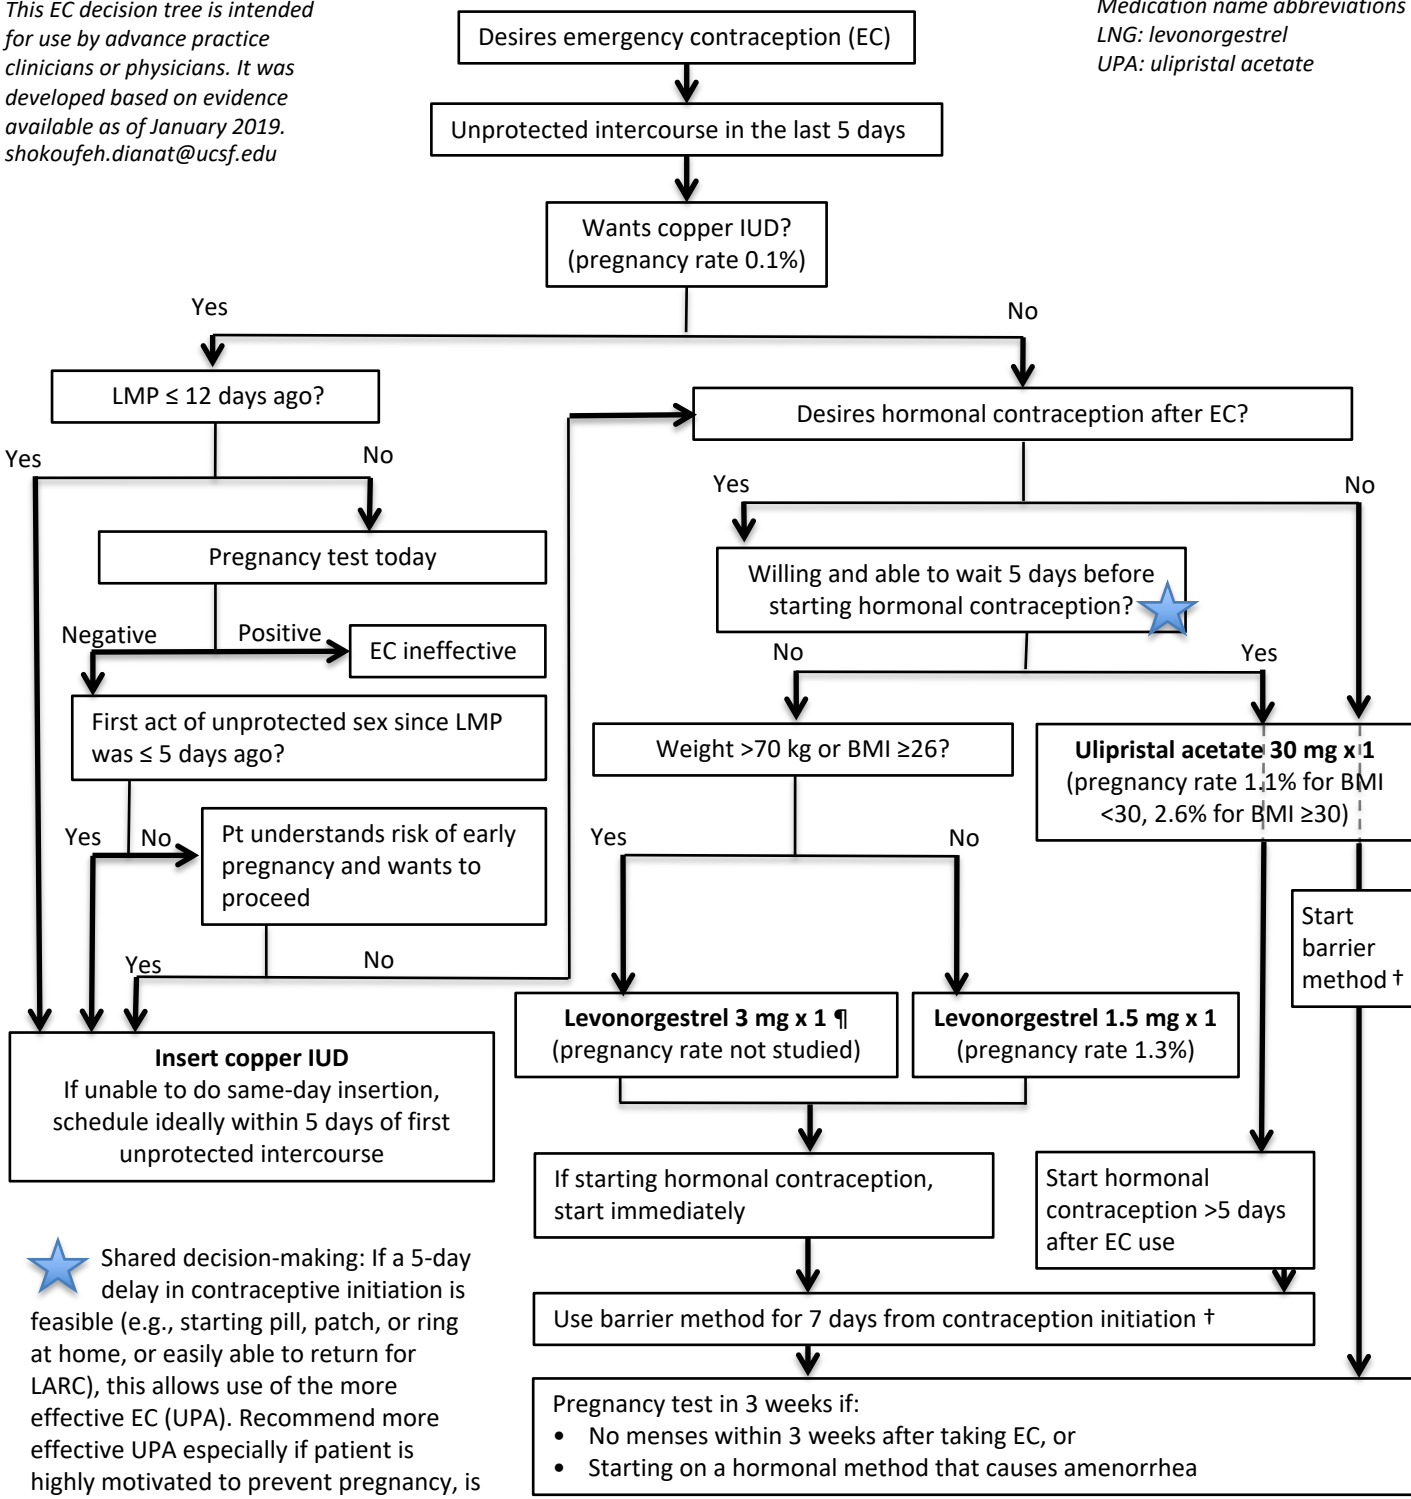 This EC decision tree is intended
for use by advance practice
clinicians or physicians. It was
developed based on evidence
available as of January 2019.
shokoufeh.dianat@ucsf.edu
Medication name abbreviations
LNG: levonorgestrel
UPA: ulipristal acetate
Desires emergency contraception (EC)
Unprotected intercourse in the last 5 days
Wants copper IUD?
(pregnancy rate 0.1%)
Yes
No
LMP ≤ 12 days ago?
Desires hormonal contraception after EC?
Yes
No
Yes
No
Pregnancy test today
Willing and able to wait 5 days before
starting hormonal contraception?
Negative
Positive
EC ineffective
No
Yes
First act of unprotected sex since LMP
was ≤ 5 days ago?
Weight >70 kg or BMI ≥26?
Ulipristal acetate 30 mg x 1
(pregnancy rate 1.1% for BMI
<30, 2.6% for BMI ≥30)
Yes
No
Pt understands risk of early
pregnancy and wants to
proceed
Yes
No
Start
barrier
method †
Yes
No
Levonorgestrel 3 mg x 1 ¶
(pregnancy rate not studied)
Levonorgestrel 1.5 mg x 1
(pregnancy rate 1.3%)
Insert copper IUD
If unable to do same-day insertion,
schedule ideally within 5 days of first
unprotected intercourse
If starting hormonal contraception,
start immediately
Start hormonal
contraception >5 days
after EC use
Shared decision-making: If a 5-day
delay in contraceptive initiation is
feasible (e.g., starting pill, patch, or ring
at home, or easily able to return for
LARC), this allows use of the more
effective EC (UPA). Recommend more
effective UPA especially if patient is
highly motivated to prevent pregnancy, is
Use barrier method for 7 days from contraception initiation †
Pregnancy test in 3 weeks if:
• No menses within 3 weeks after taking EC, or
• Starting on a hormonal method that causes amenorrhea